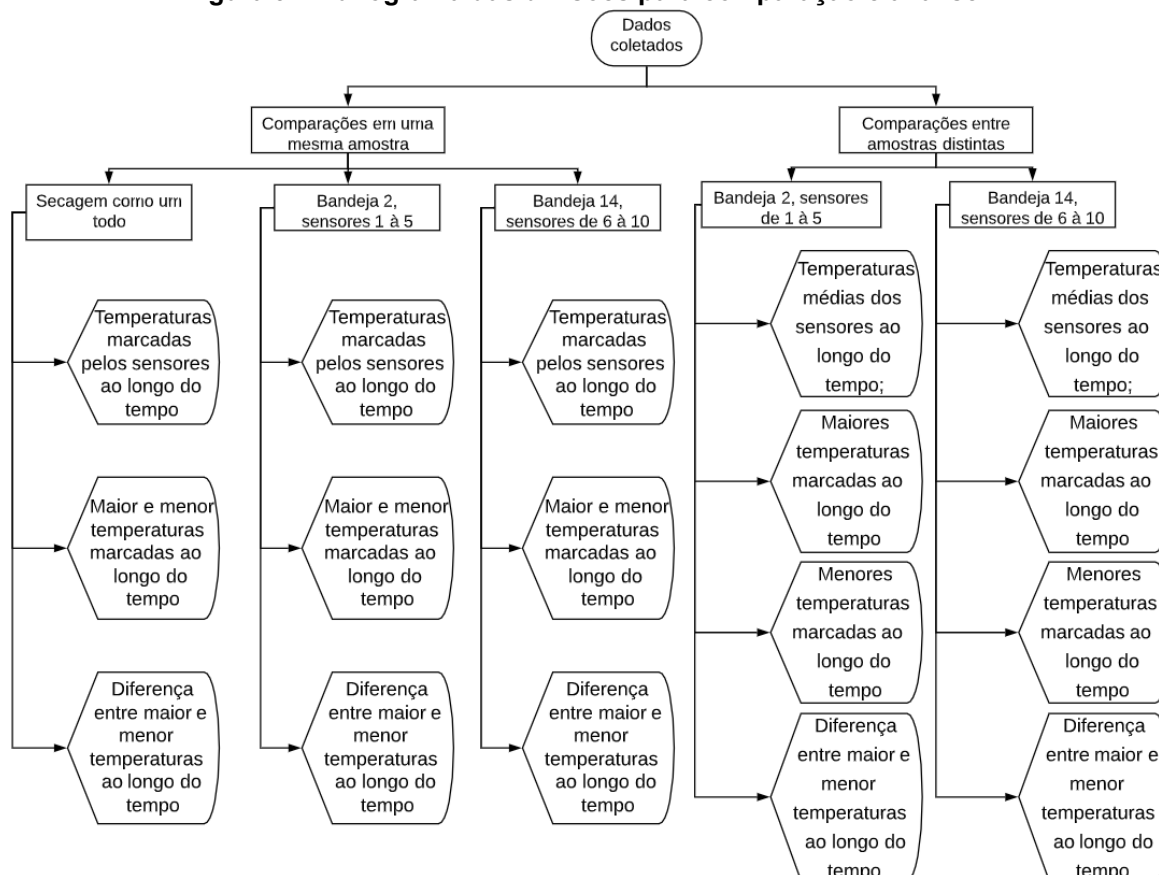 para comparação
Dados
coletados
Comparações em uma
mesma amostra
Comparações entre
amostras distintas
Secagem como um
todo
Bandeja 2,
sensores 1 à 5
Bandeja 14,
sensores de 6 à 10
Bandeja 2, sensores
de 1 à 5
Bandeja 14,
sensores de 6 à 10
Temperaturas
marcadas
pelos sensores
ao longo do
tempo
Temperaturas
marcadas
pelos sensores
ao longo do
tempo
Temperaturas
marcadas
pelos sensores
ao longo do
tempo
Temperaturas
médias dos
sensores ao
longo do
tempo;
Temperaturas
médias dos
sensores ao
longo do
tempo;
Maior e menor
temperaturas
marcadas ao
longo do
tempo
Maior e menor
temperaturas
marcadas ao
longo do
tempo
Maior e menor
temperaturas
marcadas ao
longo do
tempo
Maiores
temperaturas
marcadas ao
longo do
tempo
Maiores
temperaturas
marcadas ao
longo do
tempo
Menores
temperaturas
marcadas ao
longo do
tempo
Menores
temperaturas
marcadas ao
longo do
tempo
Diferença
entre maior e
menor
temperaturas
ao longo do
tempo
Diferença
entre maior e
menor
temperaturas
ao longo do
tempo
Diferença
entre maior e
menor
temperaturas
ao longo do
tempo
Diferença
entre maior e
menor
temperaturas
ao longo do
tempo
Diferença
entre maior e
menor
temperaturas
ao longo do
tempo